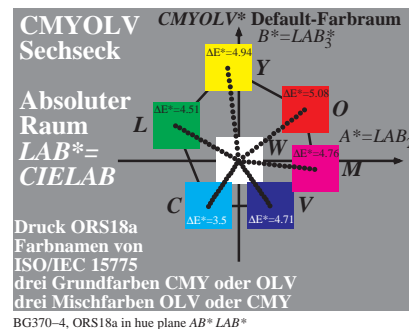 CMYOLV
Sechseck
CMYOLV* Default-Farbraum
B*=LAB*3
ΔE*=4.94
Y
ΔE*=5.08
O
Absoluter
Raum
LAB*=
CIELAB
ΔE*=4.51
L
W
A*=LAB
ΔE*=4.76
M
C
ΔE*=3.5
ΔE*=4.71
V
Druck ORS18a
Farbnamen von
ISO/IEC 15775
drei Grundfarben CMY oder OLV
drei Mischfarben OLV oder CMY
BG370–4, ORS18a in hue plane AB* LAB*